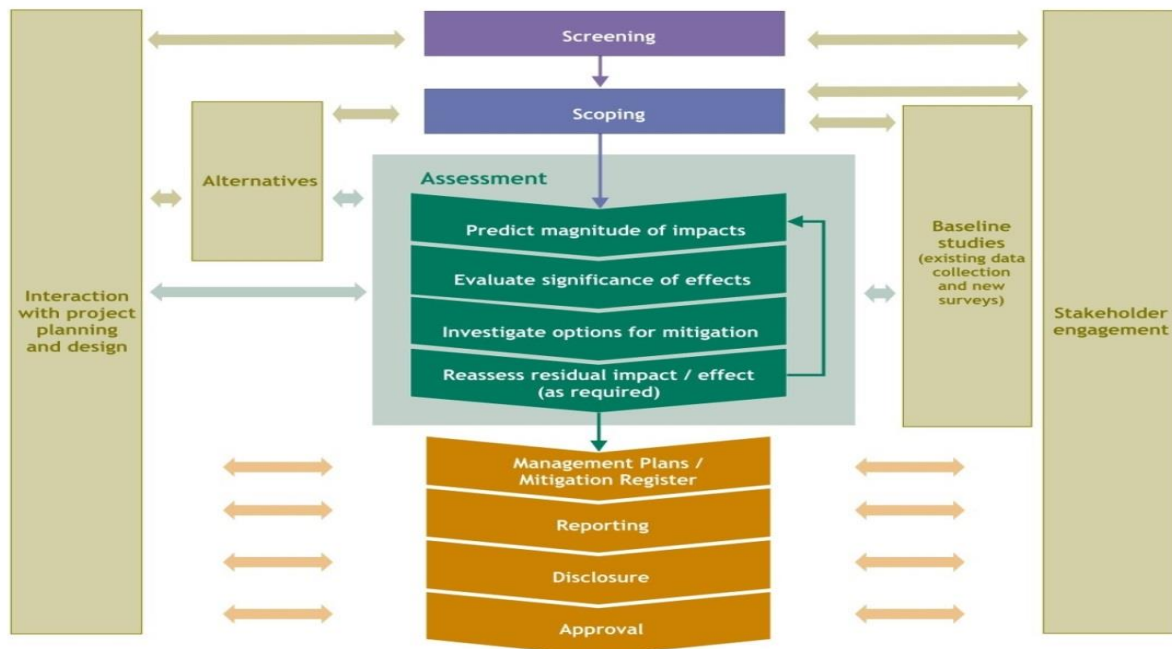 Screening
Scoping
Alternatives
Assessment
Predict magnitude of impacts
Evaluate significance of effects
Investigate options for mitigation
Reassess residual impact / effect
(as required)
Baseline
studies
(existing data
collection
and new
surveys)
Interaction
with project
planning
and design
Stakeholder
engagement
Management Plans /
Mitigation Register
Reporting
Disclosure
Approval